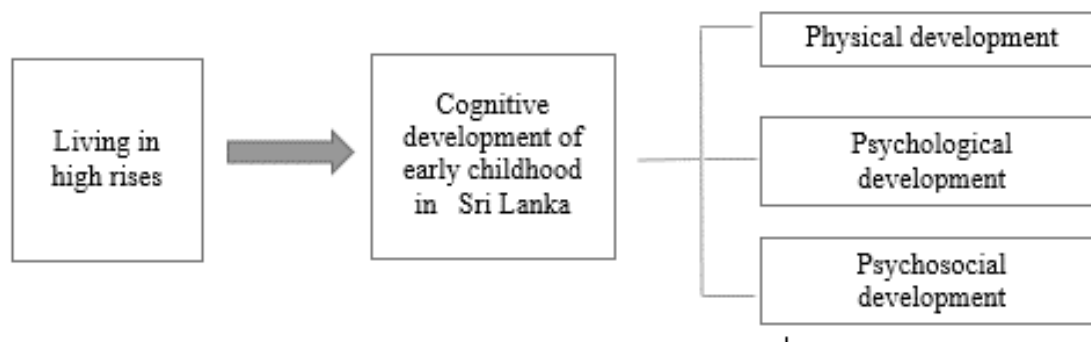 Living in
high rises
Cognitive
development of
early childhood
in Sri Lanka
Physical development
Psychological
development
Psychosocial
development